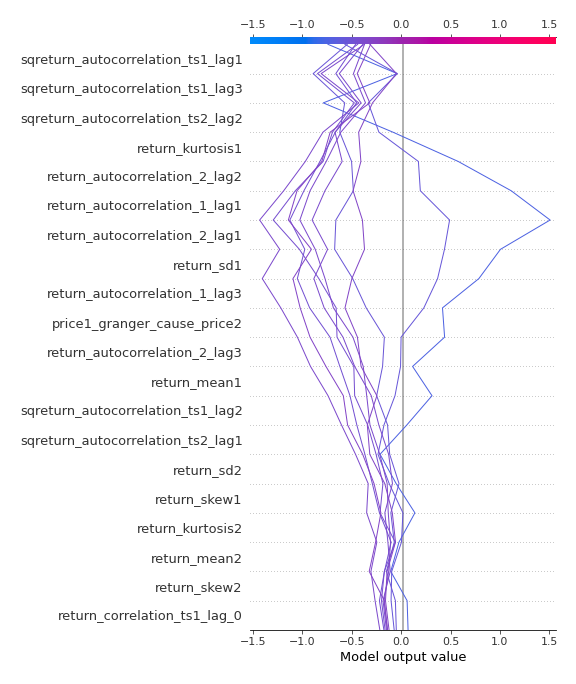 −1.5 −1.0 −0.5 0.0 0.5 1.0 1.5
sqreturn_autocorrelation_ts1_lag1
sqreturn_autocorrelation_ts1_lag3
sqreturn_autocorrelation_ts2_lag2
return_kurtosis1
return_autocorrelation_2_lag2
return_autocorrelation_1_lag1
return_autocorrelation_2_lag1
return_sd1
return_autocorrelation_1_lag3
price1_granger_cause_price2
return_autocorrelation_2_lag3
return_mean1
sqreturn_autocorrelation_ts1_lag2
sqreturn_autocorrelation_ts2_lag1
return_sd2
return_skew1
return_kurtosis2
return_mean2
return_skew2
return_correlation_ts1_lag_0
−1.5 −1.0 −0.5 0.0 0.5 1.0 1.5
Model output value